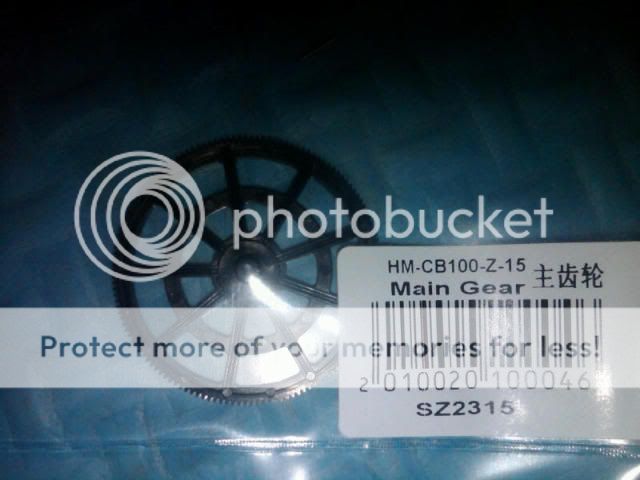 photobucket
HM-CB100-Z-15
Main Gear 主齿轮
Protect more of your memories for less!
2 010020 100046
SZ2315